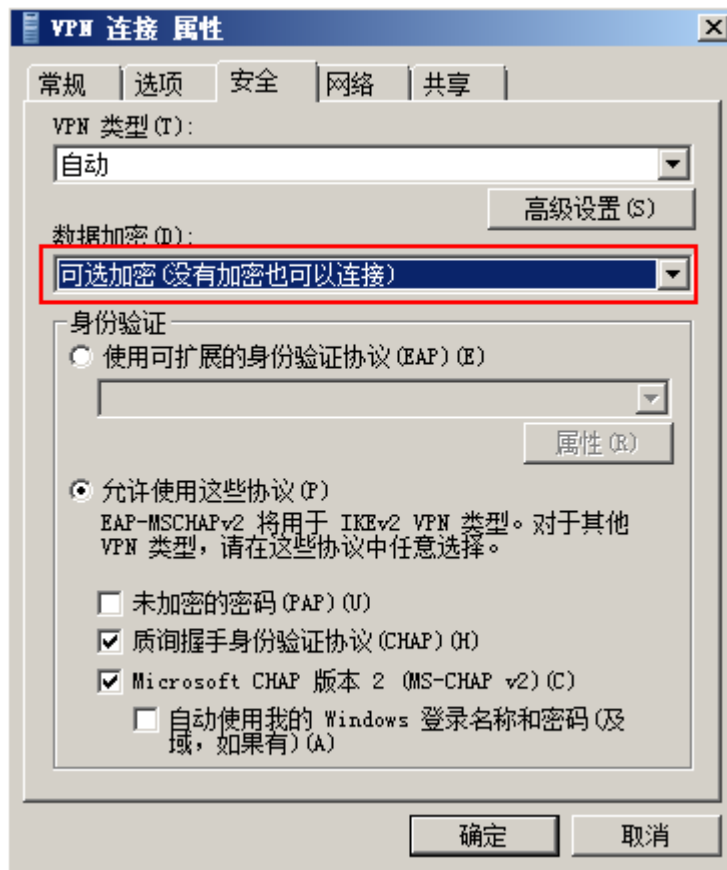 VPN 连接 属性
常规 选项 安全 网络 共享
VPN 类型(T):
自动
高级设置(S)
数据加密(D):
可选加密(没有加密也可以连接)
身份验证
使用可扩展的身份验证协议(EAP)(E)
属性(R)
允许使用这些协议(P)
EAP-MSCHAPv2 将用于 IKEv2 VPN 类型。对于其他
VPN 类型，请在这些协议中任意选择。
未加密的密码(PAP)(U)
质询握手身份验证协议(CHAP)(H)
Microsoft CHAP 版本 2 (MS-CHAP v2)(C)
自动使用我的 Windows 登录名称和密码(及
域，如果有)(A)
确定 取消